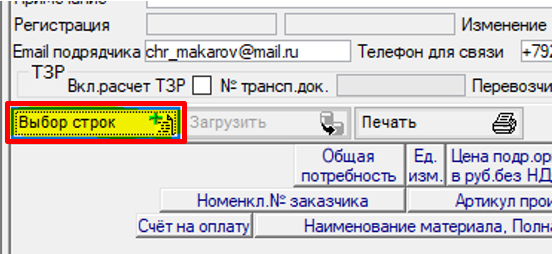 Примечание
Регистрация Изменение
Email подрядчика chr_makarov@mail.ru Телефон для связи +792
ТЗР
Вкл.расчет ТЗР № трансп.док. Перевозчи
Выбор строк Загрузить Печать
Общая потребность Ед. изм. Цена подр.ор в руб.без НД
Номенкл.№ заказчика Артикул прои
Счёт на оплату Наименование материала, Полна